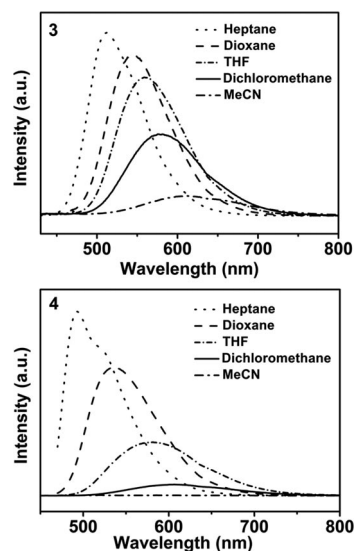 3
Heptane
Dioxane
THF
Dichloromethane
MeCN
Intensity (a.u.)
500 600 700 800
Wavelength (nm)
4
Heptane
Dioxane
THF
Dichloromethane
MeCN
Intensity (a.u.)
500 600 700 800
Wavelength (nm)